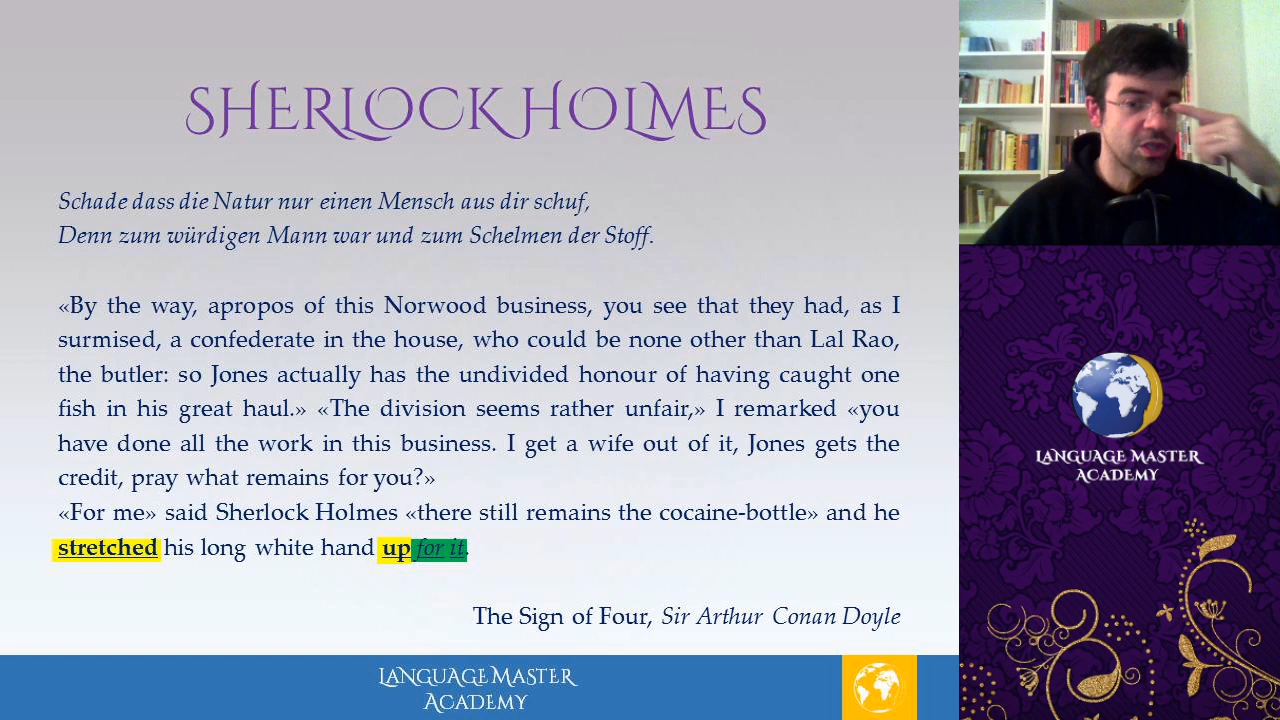 SHERLOCK HOLMES
Schade dass die Natur nur einen Mensch aus dir schuf,
Denn zum würdigen Mann war und zum Schelmen der Stoff.
«By the way, apropos of this Norwood business, you see that they had, as I
surmised, a confederate in the house, who could be none other than Lal Rao,
the butler: so Jones actually has the undivided honour of having caught one
fish in his great haul.» «The division seems rather unfair,» I remarked «you
have done all the work in this business. I get a wife out of it, Jones gets the
credit, pray what remains for you?»
«For me» said Sherlock Holmes «there still remains the cocaine-bottle» and he
stretched his long white hand up for it.
The Sign of Four, Sir Arthur Conan Doyle
LANGUAGE MASTER
ACADEMY
LANGUAGE MASTER
ACADEMY